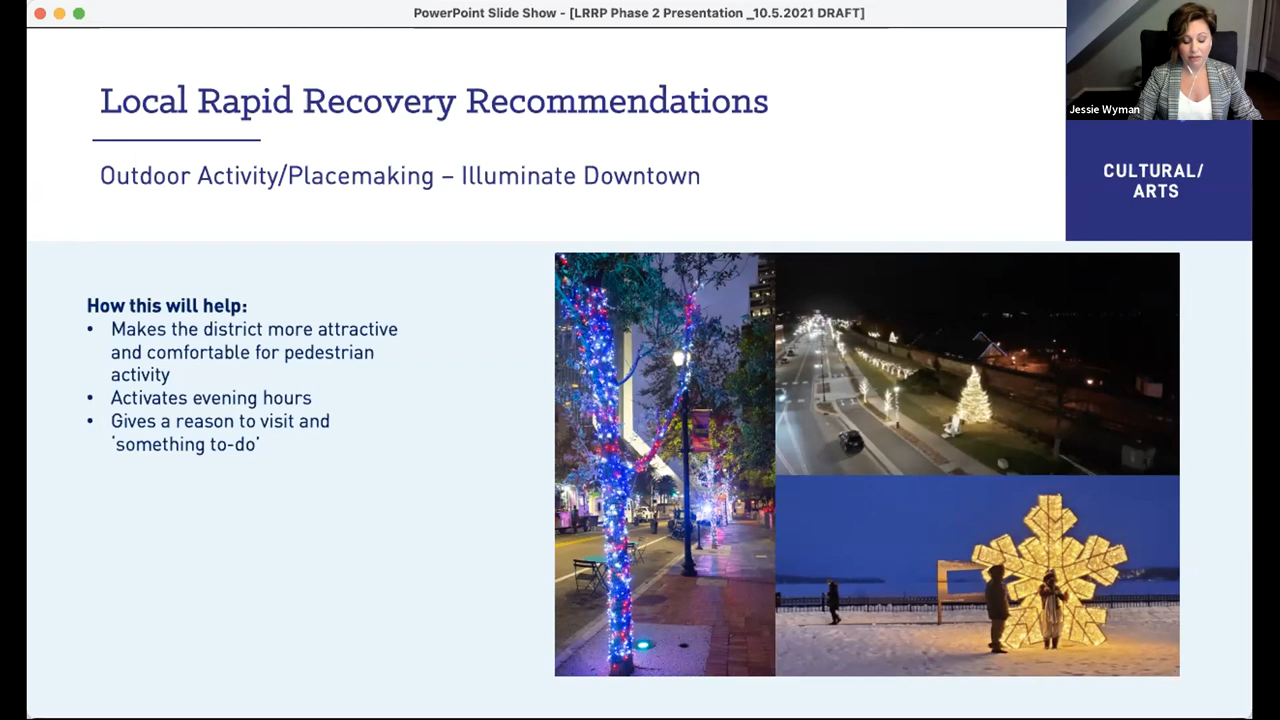 PowerPoint Slide Show - [LRRP Phase 2 Presentation _10.5.2021 DRAFT]
Jessie Wyman
Local Rapid Recovery Recommendations
CULTURAL/
ARTS
Outdoor Activity/Placemaking – Illuminate Downtown
How this will help:
• Makes the district more attractive
and comfortable for pedestrian
activity
• Activates evening hours
• Gives a reason to visit and
'something to-do'